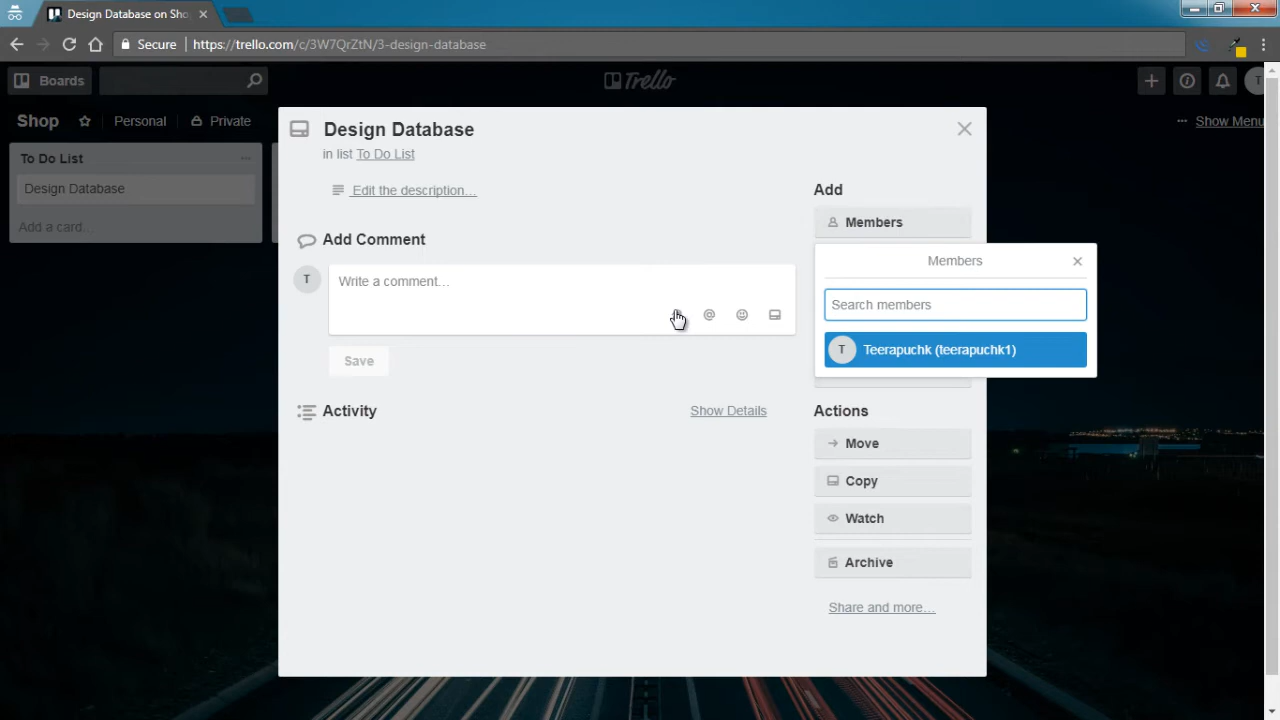 Design Database on Sho
Secure
https://trello.com/c/3W7QrZtN/3-design-database
Boards
Trello
T
Shop
Personal
Private
Show Menu
To Do List
Design Database
Add a card…
Design Database
in list To Do List
Edit the description…
Add Comment
T
Write a comment…
@
Save
Activity
Show Details
Add
Members
Members
Search members
T
Teerapuchk (teerapuchk1)
Actions
Move
Copy
Watch
Archive
Share and more…